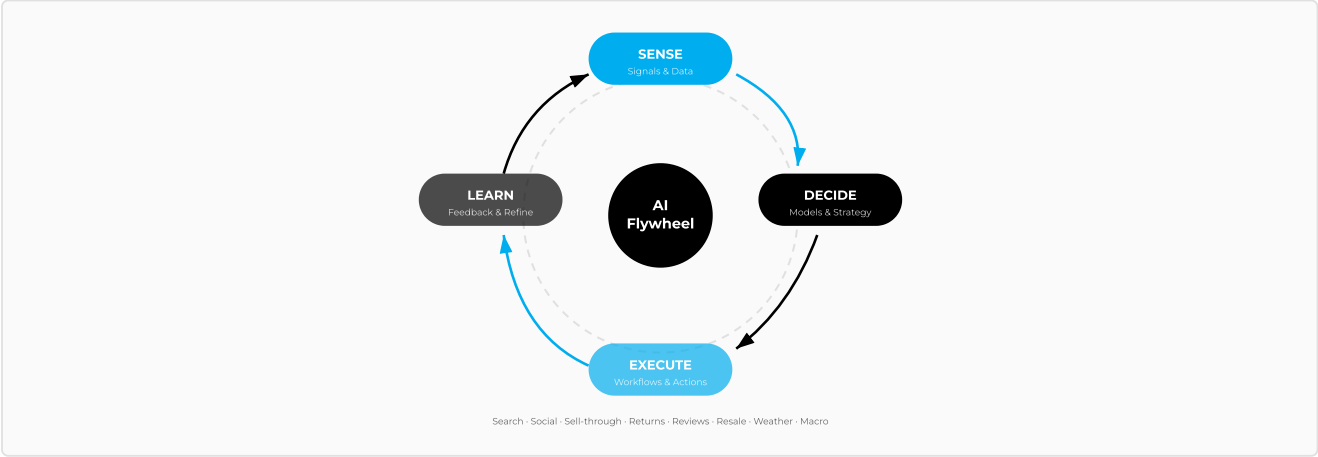 SENSE
Signals & Data
LEARN
Feedback & Refine
AI
Flywheel
DECIDE
Models & Strategy
EXECUTE
Workflows & Actions
Search · Social · Sell-through · Returns · Reviews · Resale · Weather · Macro